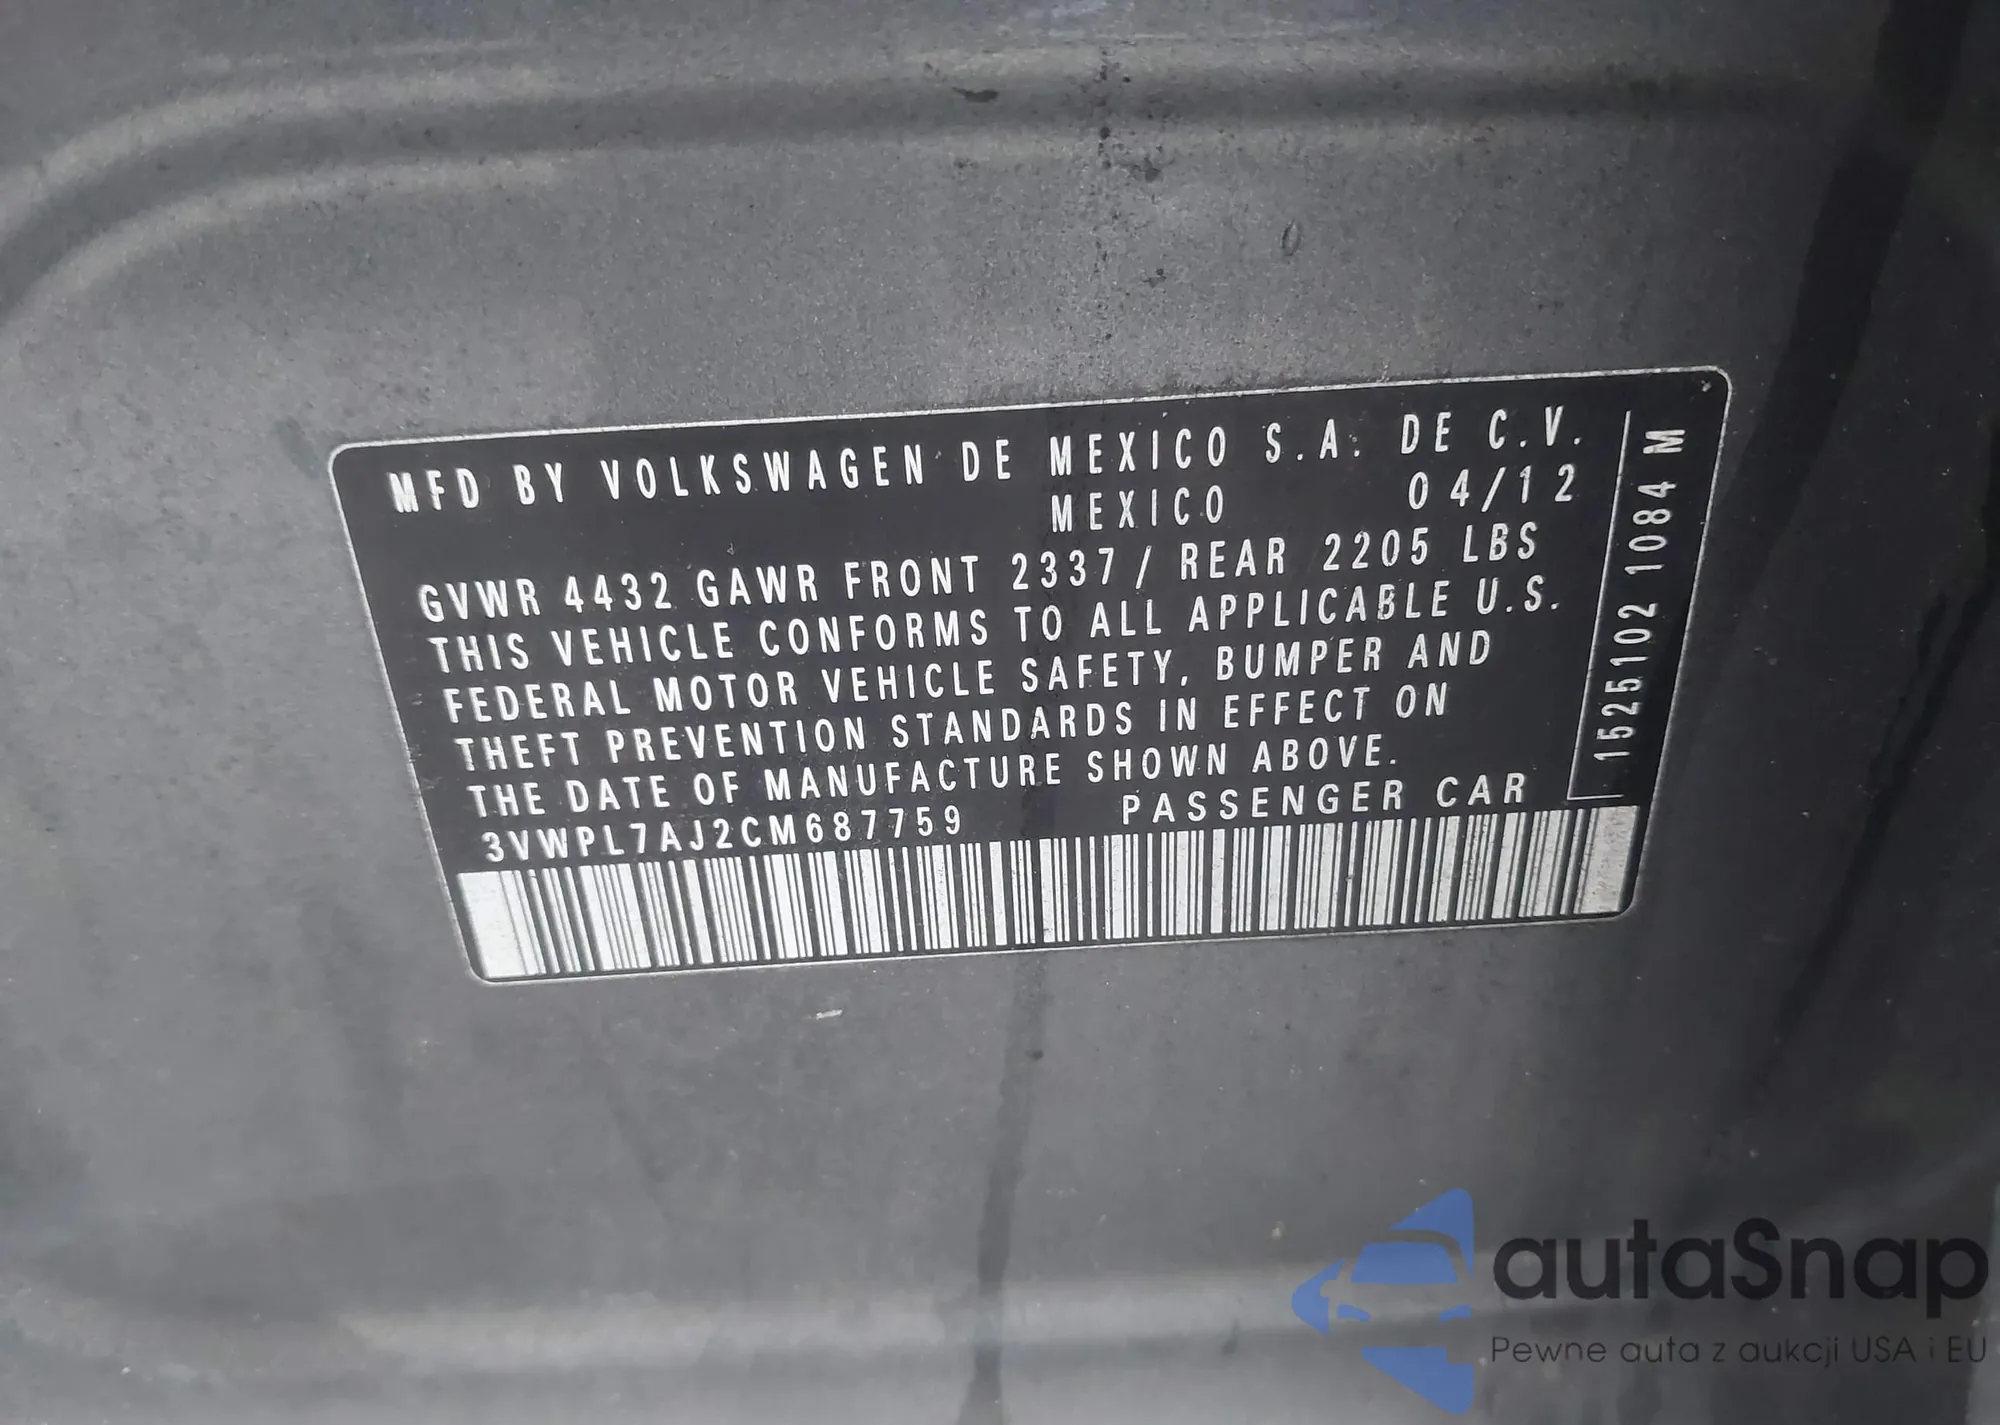 MFD BY VOLKSWAGEN DE MEXICO S.A. DE C.V.
MEXICO 04/12
GVWR 4432 GAWR FRONT 2337/ REAR 2205 LBS
THIS VEHICLE CONFORMS TO ALL APPLICABLE U.S.
FEDERAL MOTOR VEHICLE SAFETY, BUMPER AND
THEFT PREVENTION STANDARDS IN EFFECT ON
THE DATE OF MANUFACTURE SHOWN ABOVE.
3VWPL7AJ2CM687759 PASSENGER CAR
1525102 1084 M
autaSnap
Pewne auta z aukcji USA i EU